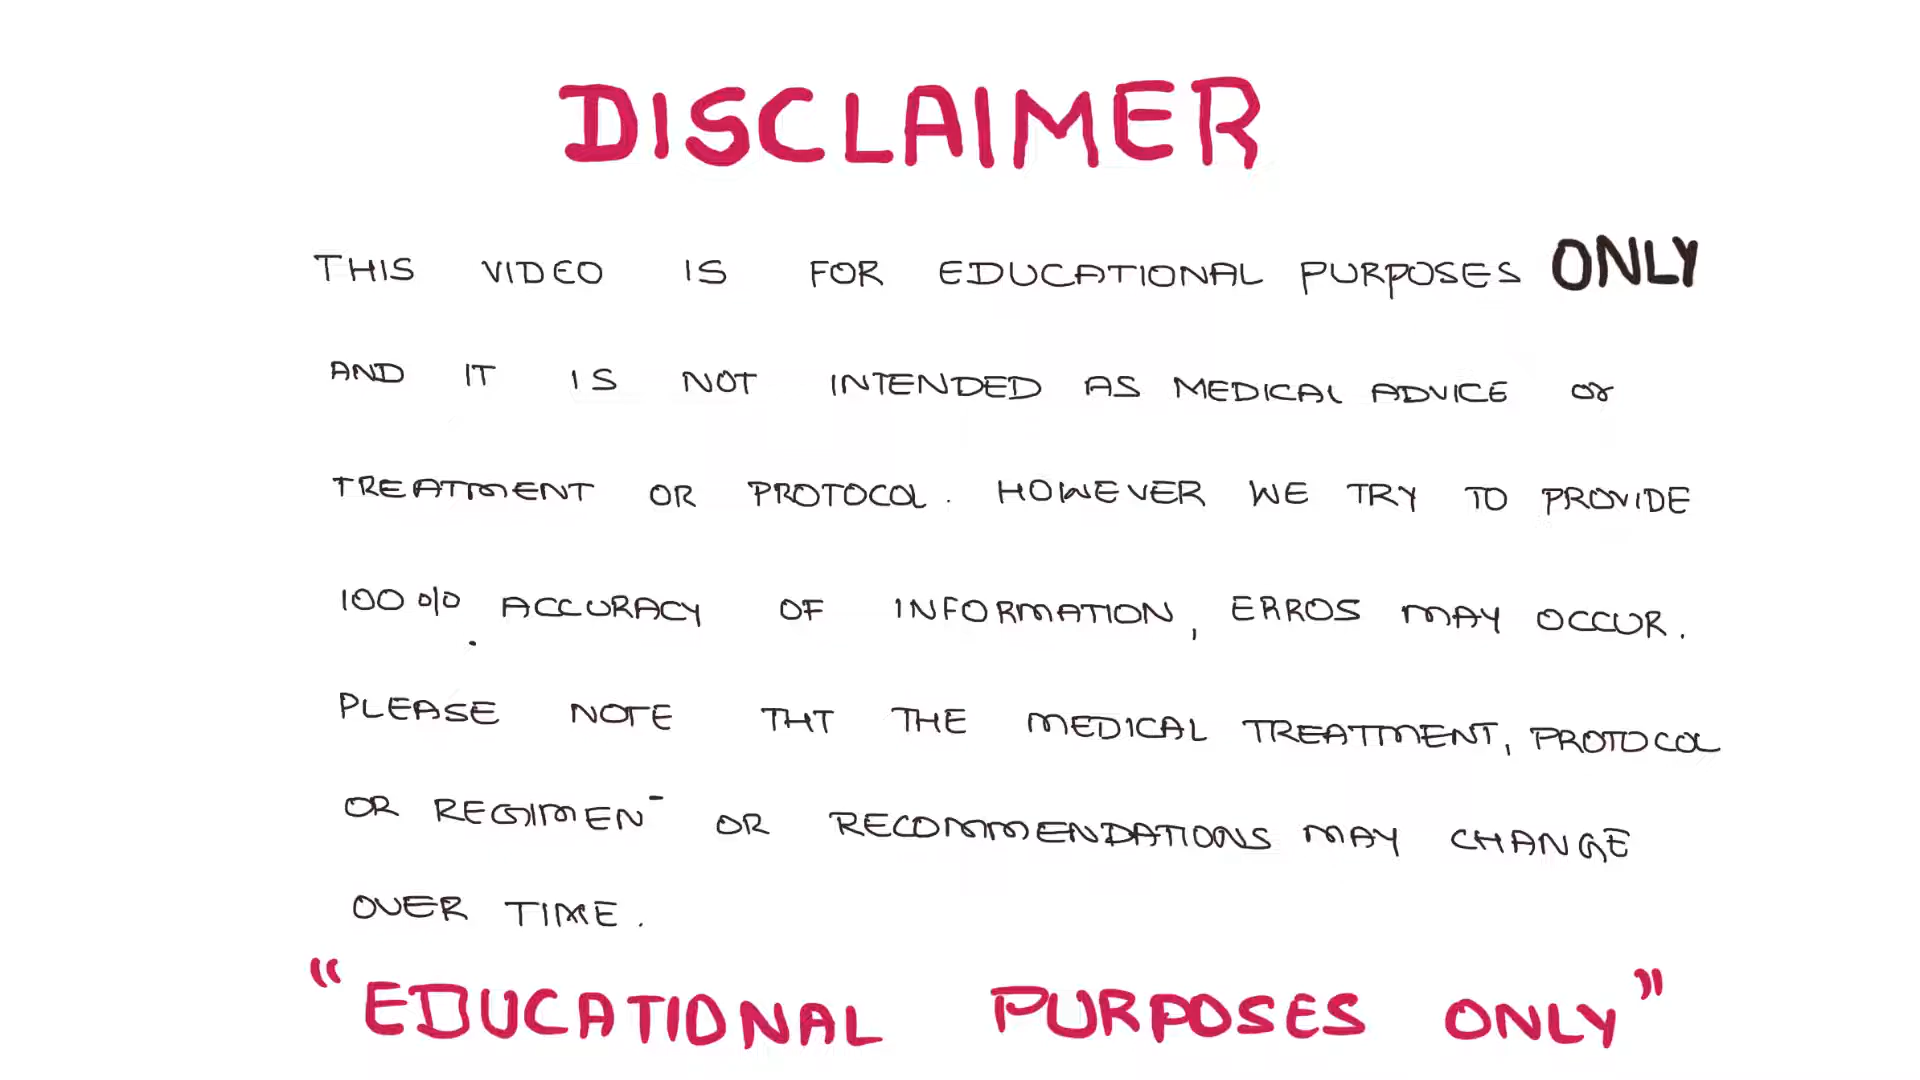 DISCLAIMER
THIS VIDEO IS FOR EDUCATIONAL PURPOSES ONLY
AND IT IS NOT INTENDED AS MEDICAL ADVICE or
TREATMENT OR PROTOCOL. HOWEVER WE TRY TO PROVIDE
100% ACCURACY OF INFORMATION, ERROS MAY OCCUR.
PLEASE NOTE THT THE MEDICAL TREATMENT, PROTOCOL
OR REGIMEN- OR RECOMMENDATIONS MAY CHANGE
OVER TIME.
"EDUCATIONAL PURPOSES ONLY"